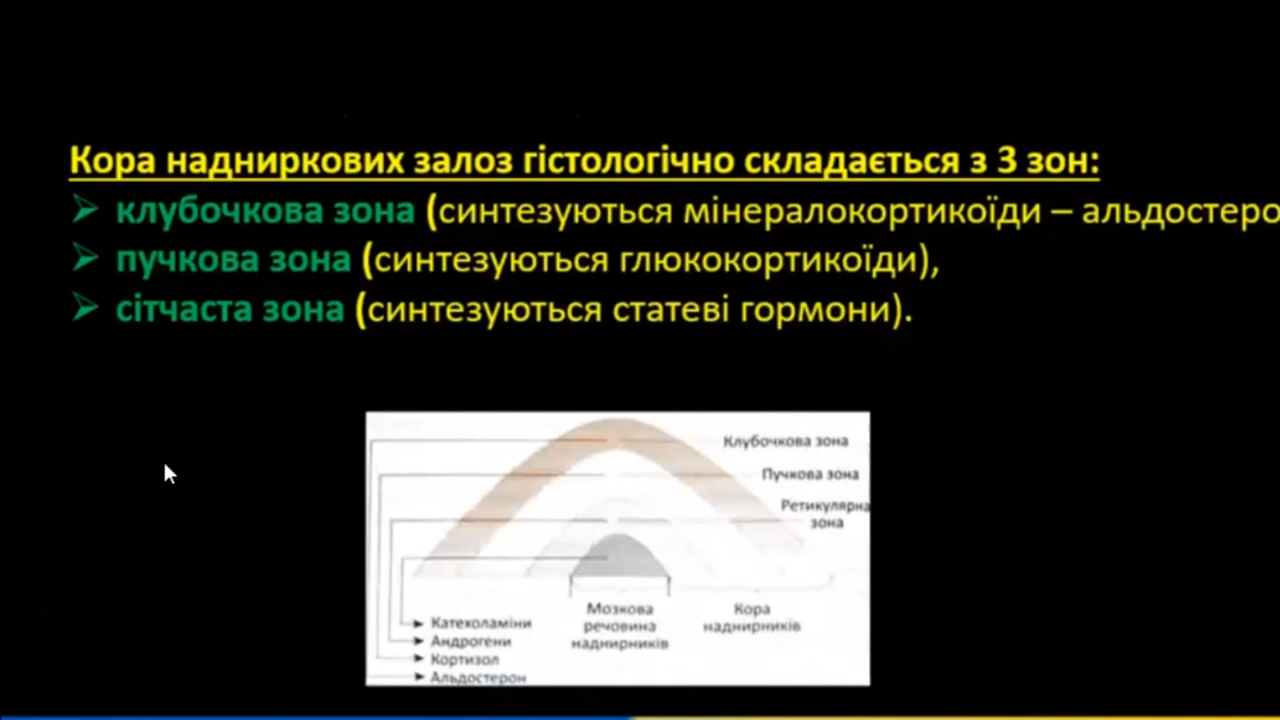 Кора надниркових залоз гістологічно складається з 3 зон:
➢ клубочкова зона (синтезуються мінералокортикоїди – альдостеро
➢ пучкова зона (синтезуються глюкокортикоїди),
➢ сітчаста зона (синтезуються статеві гормони).
Клубочкова зона
Пучкова зона
Ретикулярна
зона
Мозкова
речовина
наднирників
Кора
наднирників
Катехоламіни
Андрогени
Кортизол
Альдостерон